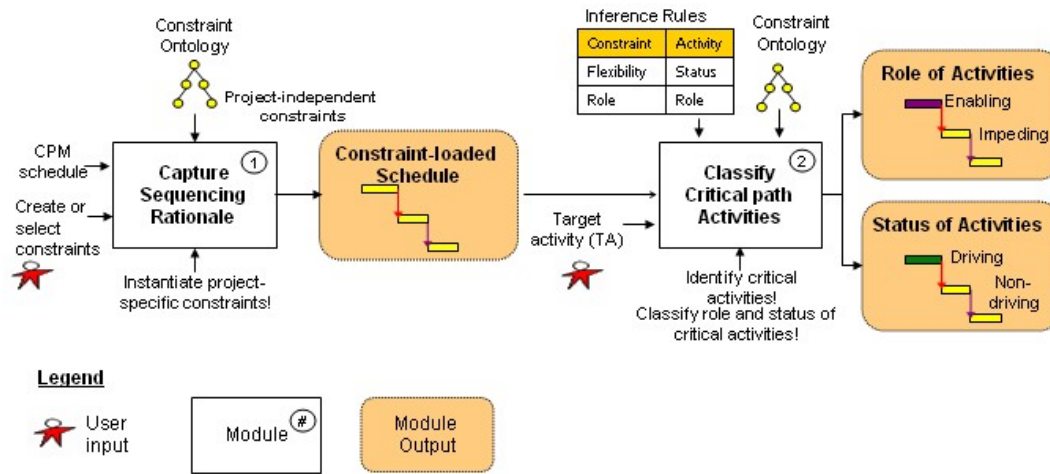 Constraint
Ontology
Project-independent
constraints
CPM
schedule
Create or
select
constraints
1
Capture
Sequencing
Rationale
Instantiate project-
specific constraints!
Constraint-loaded
Schedule
Inference Rules
Constraint Activity
Flexibility Status
Role Role
Constraint
Ontology
Target
activity (TA)
2
Classify
Critical path
Activities
Identify critical
activities!
Classify role and status of
critical activities!
Role of Activities
Enabling
Impeding
Status of Activities
Driving
Non-
driving
Legend
User
input
Module
#
Module
Output